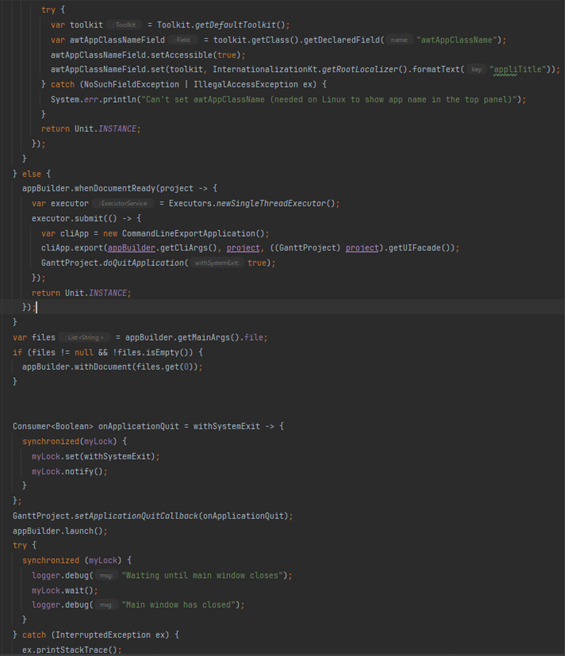 try {
var toolkit : Toolkit = Toolkit.getDefaultToolkit();
var awtAppClassNameField : Field = toolkit.getClass().getDeclaredField( name: "awtAppClassName");
awtAppClassNameField.setAccessible(true);
awtAppClassNameField.set(toolkit, InternationalizationKt.getRootLocalizer().formatText( key: "appliTitle"));
} catch (NoSuchFieldException | IllegalAccessException ex) {
System.err.println("Can't set awtAppClassName (needed on Linux to show app name in the top panel)");
}
return Unit.INSTANCE;
});
}
} else {
appBuilder.whenDocumentReady(project -> {
var executor : ExecutorService = Executors.newSingleThreadExecutor();
executor.submit(() -> {
var cliApp = new CommandLineExportApplication();
cliApp.export(appBuilder.getCliArgs(), project, ((GanttProject) project).getUIFacade());
GanttProject.doQuitApplication( withSystemExit: true);
});
return Unit.INSTANCE;
});
}
var files : List<String> = appBuilder.getMainArgs().file;
if (files != null && !files.isEmpty()) {
appBuilder.withDocument(files.get(0));
}
Consumer<Boolean> onApplicationQuit = withSystemExit -> {
synchronized(myLock) {
myLock.set(withSystemExit);
myLock.notify();
}
};
GanttProject.setApplicationQuitCallback(onApplicationQuit);
appBuilder.launch();
try {
synchronized (myLock) {
logger.debug( msg: "Waiting until main window closes");
myLock.wait();
logger.debug( msg: "Main window has closed");
}
} catch (InterruptedException ex) {
ex.printStackTrace();